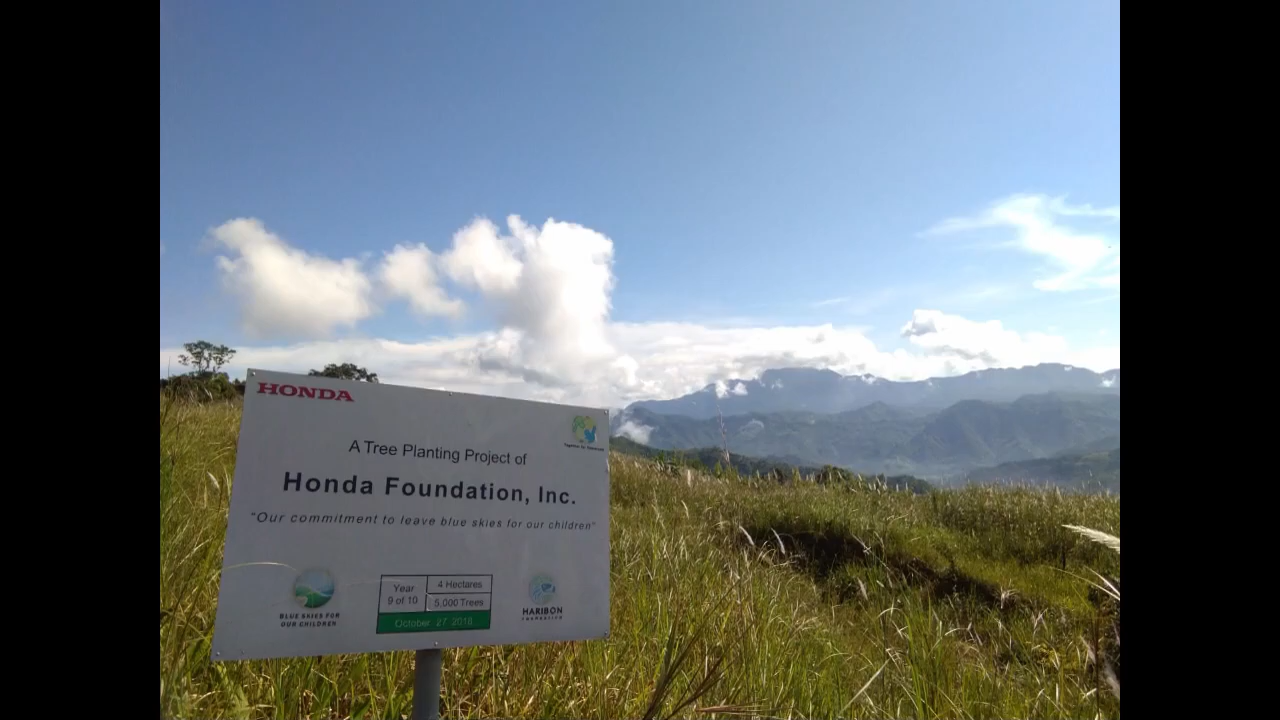 HONDA
A Tree Planting Project of
Honda Foundation, Inc.
"Our commitment to leave blue skies for our children"
BLUE SKIES FOR
OUR CHILDREN
Year
9 of 10
4 Hectares
5,000 Trees
October 27 2018
HARIBON
FOUNDATION